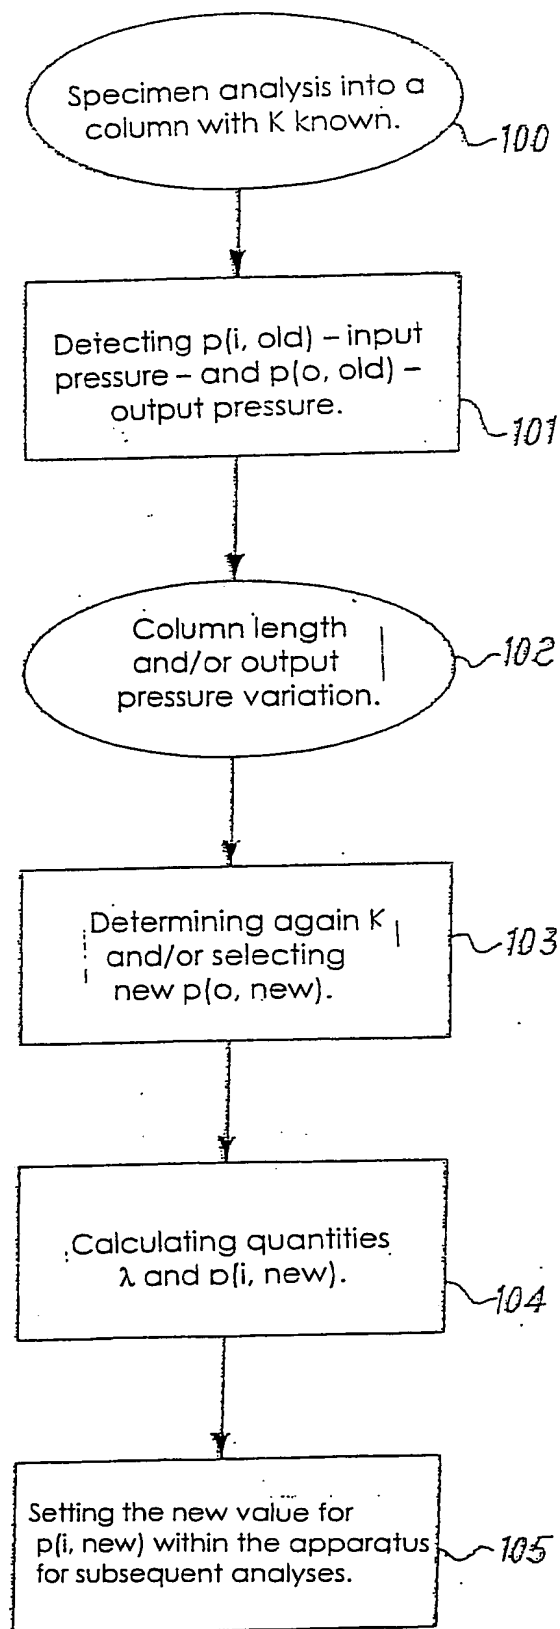 Specimen analysis into a
column with K known.
100
Detecting p(i, old) – input
pressure – and p(o, old) –
output pressure.
101
Column length
and/or output
pressure variation.
102
Determining again K
and/or selecting
new p(o, new).
103
Calculating quantities
λ and p(i, new).
104
Setting the new value for
p(i, new) within the apparatus
for subsequent analyses.
105